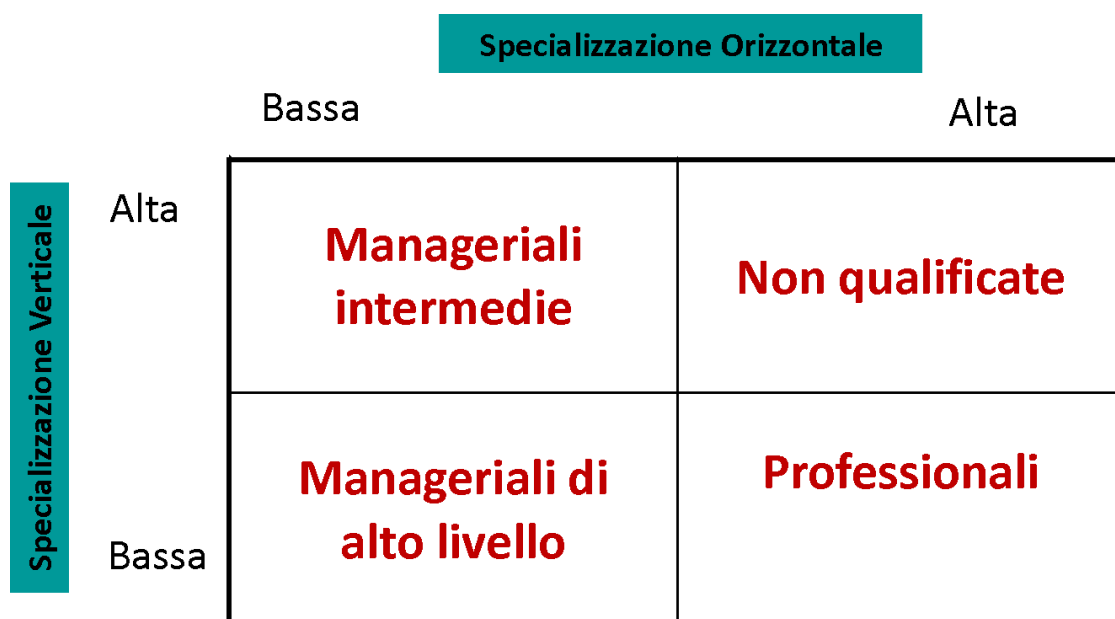 Specializzazione Orizzontale
Bassa
Alta
Specializzazione Verticale
Alta
Manageriali
intermedie
Non qualificate
Bassa
Manageriali di
alto livello
Professionali